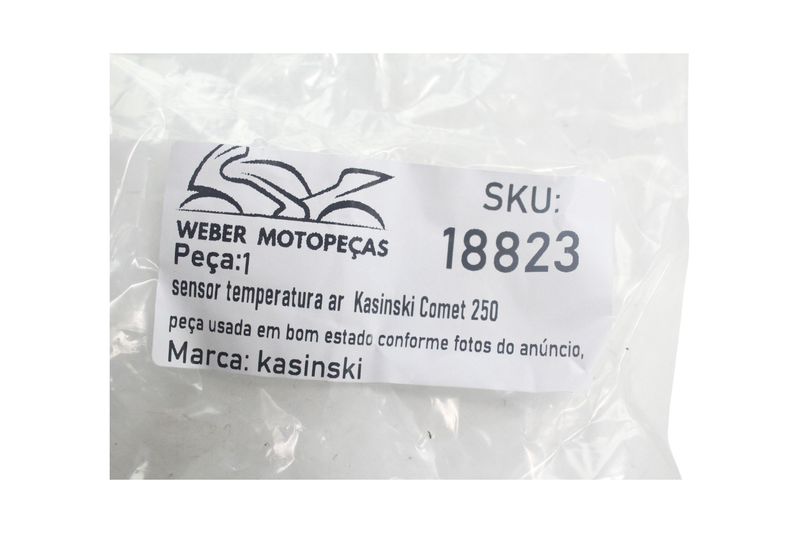 WEBER MOTOPEÇAS
SKU:
18823
Peça:1
sensor temperatura ar Kasinski Comet 250
peça usada em bom estado conforme fotos do anúncio,
Marca: kasinski